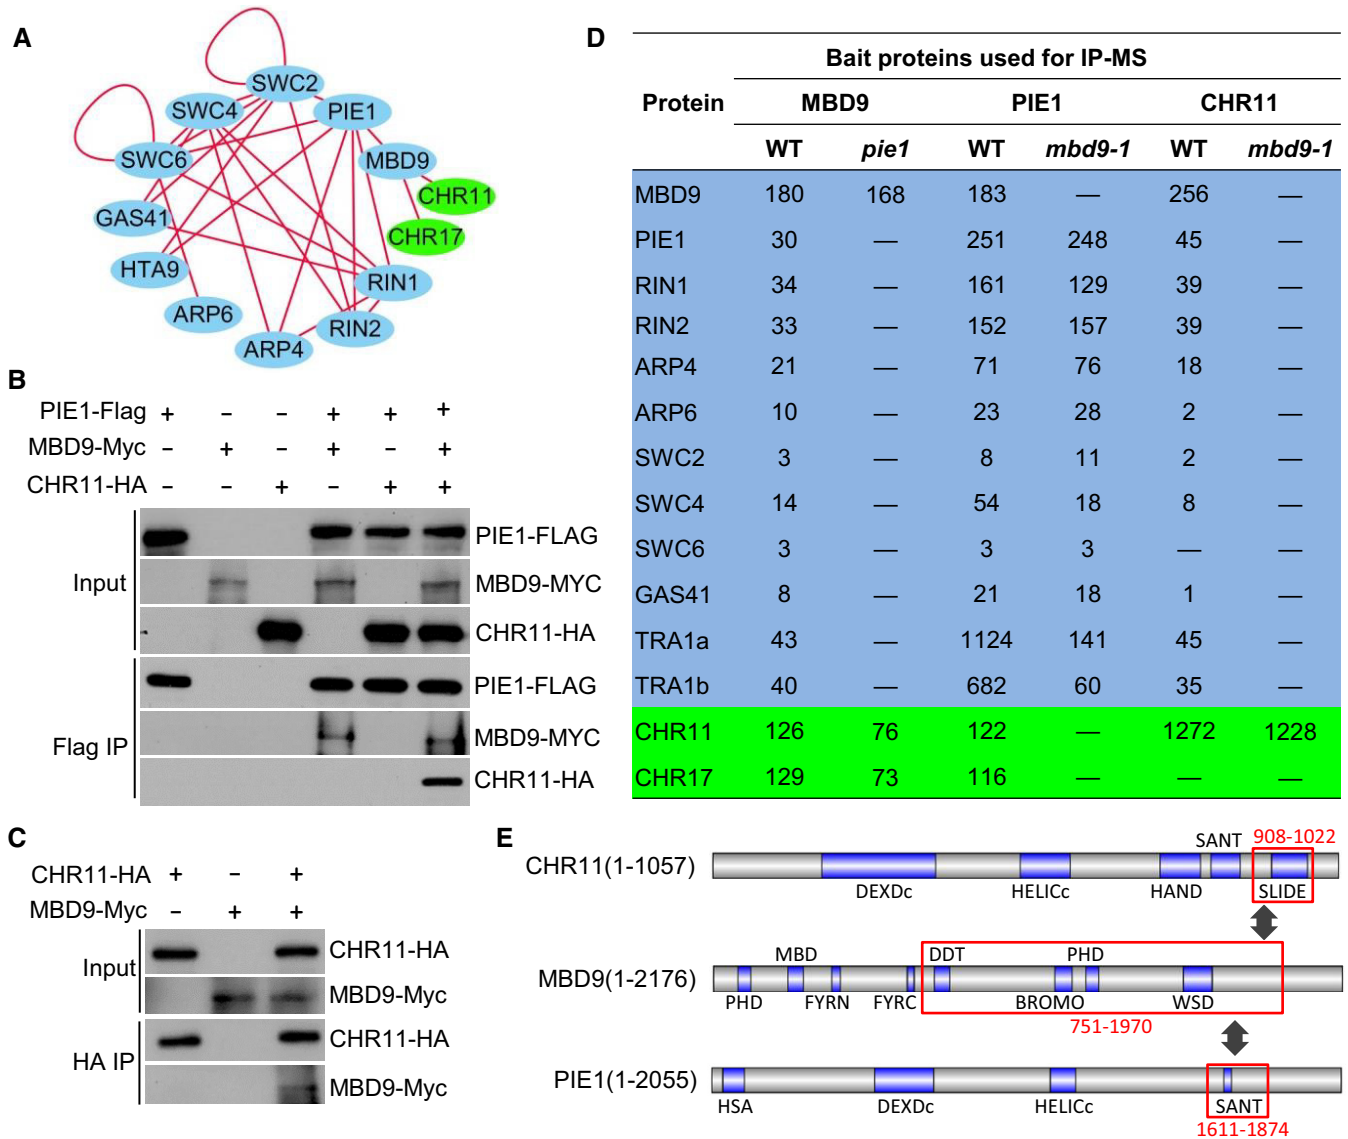 A
SWC2
SWC4
PIE1
SWC6
MBD9
CHR11
GAS41
CHR17
HTA9
RIN1
ARP6
RIN2
ARP4
B
PIE1-Flag + – – + + +
MBD9-Myc – + – + – +
CHR11-HA – – + – + +
Input
PIE1-FLAG
MBD9-MYC
CHR11-HA
Flag IP
PIE1-FLAG
MBD9-MYC
CHR11-HA
C
CHR11-HA + – +
MBD9-Myc – + +
Input
CHR11-HA
MBD9-Myc
HA IP
CHR11-HA
MBD9-Myc
D
Bait proteins used for IP-MS
Protein MBD9 PIE1 CHR11
WT pie1 WT mbd9-1 WT mbd9-1
MBD9 180 168 183 — 256 —
PIE1 30 — 251 248 45 —
RIN1 34 — 161 129 39 —
RIN2 33 — 152 157 39 —
ARP4 21 — 71 76 18 —
ARP6 10 — 23 28 2 —
SWC2 3 — 8 11 2 —
SWC4 14 — 54 18 8 —
SWC6 3 — 3 3 — —
GAS41 8 — 21 18 1 —
TRA1a 43 — 1124 141 45 —
TRA1b 40 — 682 60 35 —
CHR11 126 76 122 — 1272 1228
CHR17 129 73 116 — — —
E
SANT 908-1022
CHR11(1-1057)
DEXDc HELICc HAND SLIDE
MBD DDT PHD
MBD9(1-2176)
PHD FYRN FYRC BROMO WSD
751-1970
PIE1(1-2055)
HSA DEXDc HELICc SANT
1611-1874